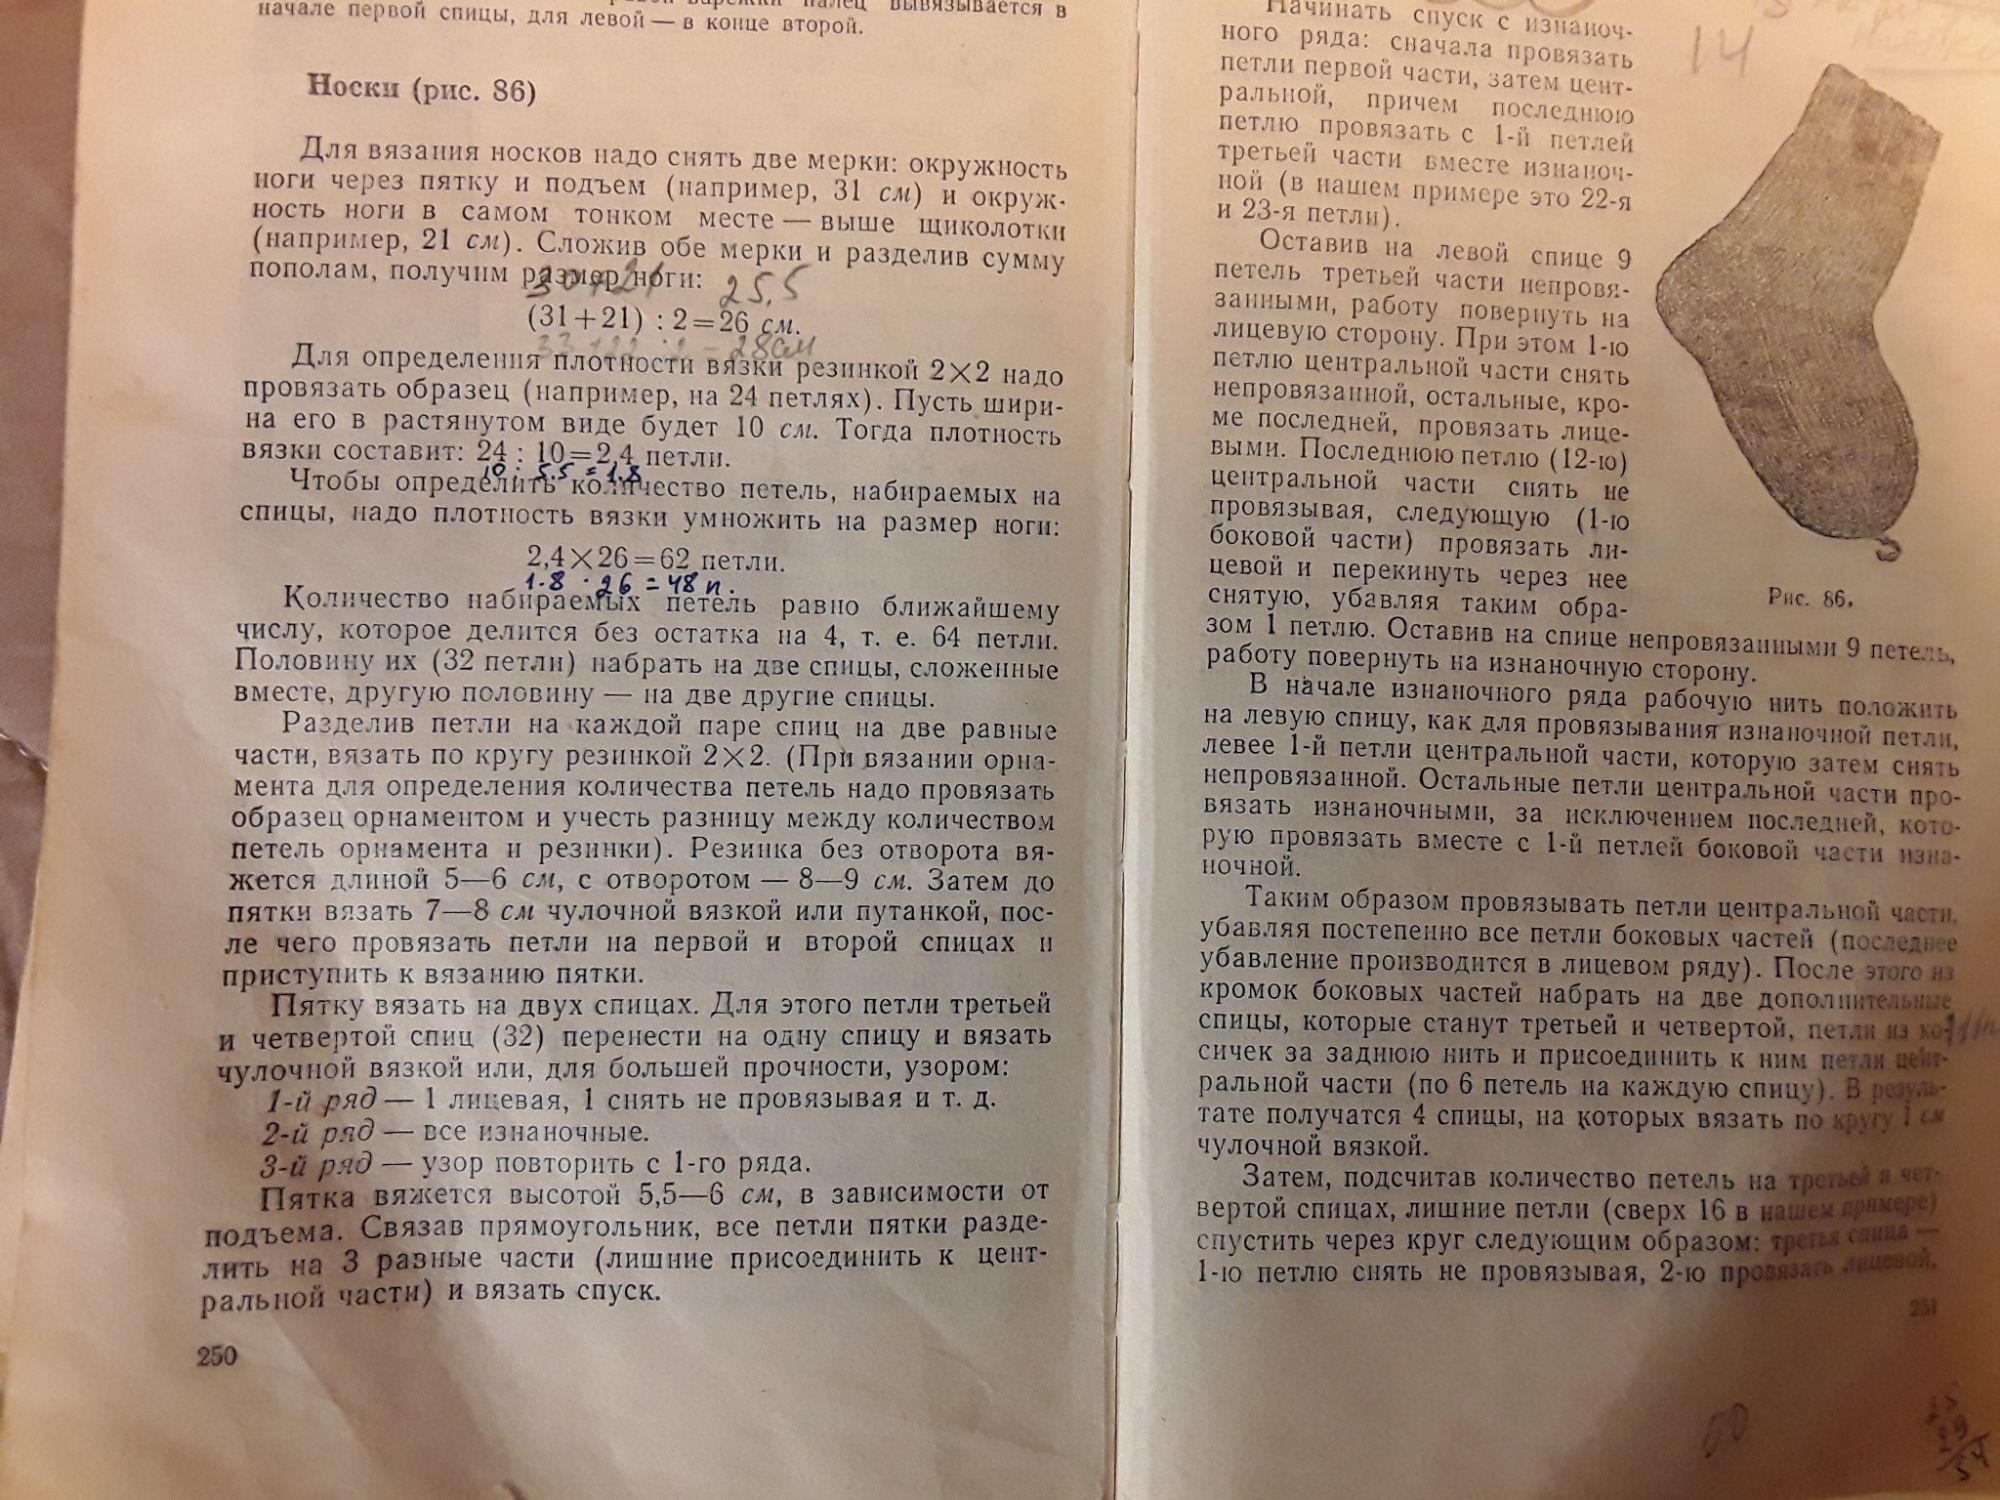 палец вывязывается в
начале первой спицы, для левой — в конце второй.
Носки (рис. 86)
Для вязания носков надо снять две мерки: окружность
ноги через пятку и подъем (например, 31 см) и окруж-
ность ноги в самом тонком месте — выше щиколотки
(например, 21 см). Сложив обе мерки и разделив сумму
пополам, получим размер ноги:
25,5
(31+21) : 2=26 см.
28 см
Для определения плотности вязки резинкой 2×2 надо
провязать образец (например, на 24 петлях). Пусть шири-
на его в растянутом виде будет 10 см. Тогда плотность
вязки составит: 24 : 10=2,4 петли.
10 : 5.5 = 1,8
Чтобы определить количество петель, набираемых на
спицы, надо плотность вязки умножить на размер ноги:
2,4×26=62 петли.
1.8 · 26 = 48 п.
Количество набираемых петель равно ближайшему
числу, которое делится без остатка на 4, т. е. 64 петли.
Половину их (32 петли) набрать на две спицы, сложенные
вместе, другую половину — на две другие спицы.
Разделив петли на каждой паре спиц на две равные
части, вязать по кругу резинкой 2×2. (При вязании орна-
мента для определения количества петель надо провязать
образец орнаментом и учесть разницу между количеством
петель орнамента и резинки). Резинка без отворота вя-
жется длиной 5—6 см, с отворотом — 8—9 см. Затем до
пятки вязать 7—8 см чулочной вязкой или путанкой, пос-
ле чего провязать петли на первой и второй спицах и
приступить к вязанию пятки.
Пятку вязать на двух спицах. Для этого петли третьей
и четвертой спиц (32) перенести на одну спицу и вязать
чулочной вязкой или, для большей прочности, узором:
1-й ряд — 1 лицевая, 1 снять не провязывая и т. д.
2-й ряд — все изнаночные.
3-й ряд — узор повторить с 1-го ряда.
Пятка вяжется высотой 5,5—6 см, в зависимости от
подъема. Связав прямоугольник, все петли пятки разде-
лить на 3 равные части (лишние присоединить к цент-
ральной части) и вязать спуск.
250
Начинать спуск с изнаноч-
ного ряда: сначала провязать
петли первой части, затем цент-
ральной, причем последнюю
петлю провязать с 1-й петлей
третьей части вместе изнаноч-
ной (в нашем примере это 22-я
и 23-я петли).
Оставив на левой спице 9
петель третьей части непровя-
занными, работу повернуть на
лицевую сторону. При этом 1-ю
петлю центральной части снять
непровязанной, остальные, кро-
ме последней, провязать лице-
выми. Последнюю петлю (12-ю)
центральной части снять не
провязывая, следующую (1-ю
боковой части) провязать ли-
цевой и перекинуть через нее
снятую, убавляя таким обра-
зом 1 петлю. Оставив на спице непровязанными 9 петель,
работу повернуть на изнаночную сторону.
14
Рис. 86.
В начале изнаночного ряда рабочую нить положить
на левую спицу, как для провязывания изнаночной петли,
левее 1-й петли центральной части, которую затем снять
непровязанной. Остальные петли центральной части про-
вязать изнаночными, за исключением последней, кото-
рую провязать вместе с 1-й петлей боковой части изна-
ночной.
Таким образом провязывать петли центральной части,
убавляя постепенно все петли боковых частей (последнее
убавление производится в лицевом ряду). После этого из
кромок боковых частей набрать на две дополнительные
спицы, которые станут третьей и четвертой, петли из ко-
сичек за заднюю нить и присоединить к ним петли цент-
ральной части (по 6 петель на каждую спицу). В резуль-
тате получатся 4 спицы, на которых вязать по кругу 1 см
чулочной вязкой.
Затем, подсчитав количество петель на третьей и чет-
вертой спицах, лишние петли (сверх 16 в нашем примере)
спустить через круг следующим образом: третья спица —
1-ю петлю снять не провязывая, 2-ю провязать лицевой,
251
60